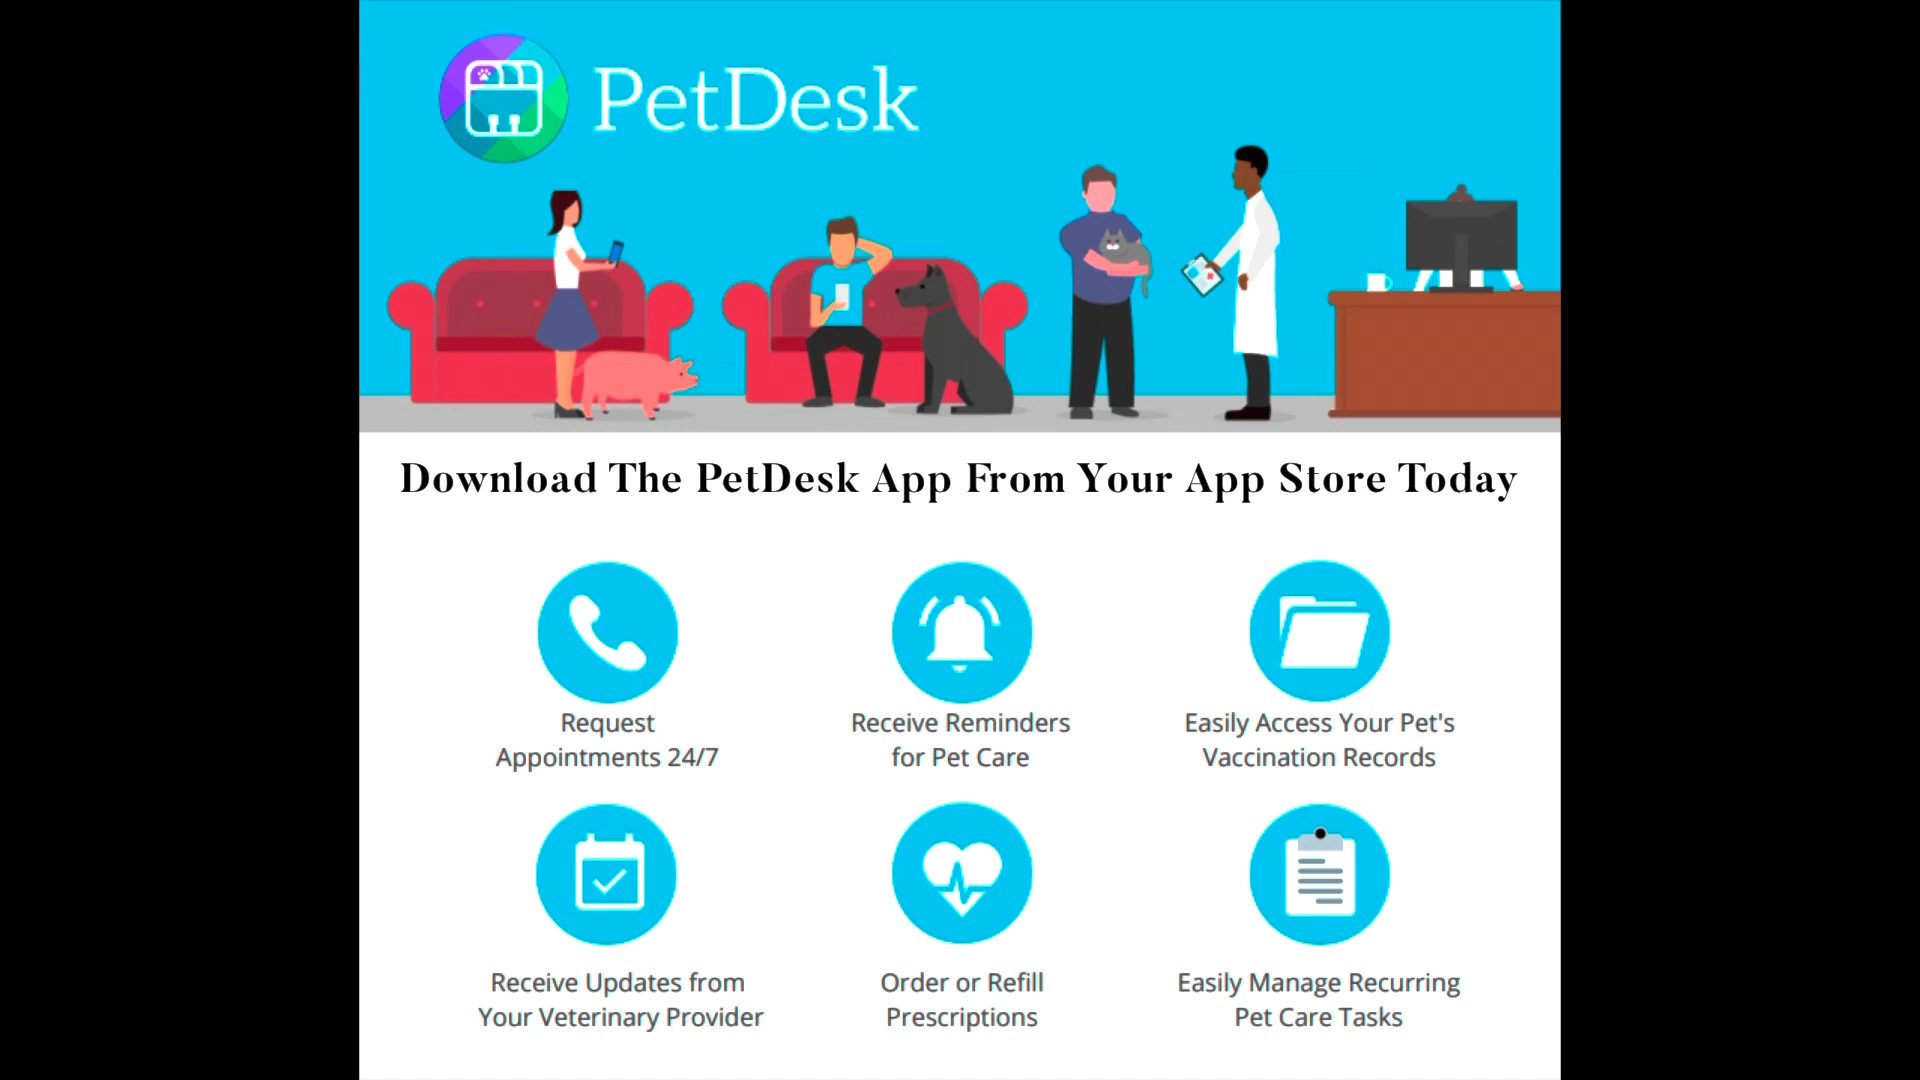 PetDesk
Download The PetDesk App From Your App Store Today
Request
Appointments 24/7
Receive Reminders
for Pet Care
Easily Access Your Pet's
Vaccination Records
Receive Updates from
Your Veterinary Provider
Order or Refill
Prescriptions
Easily Manage Recurring
Pet Care Tasks